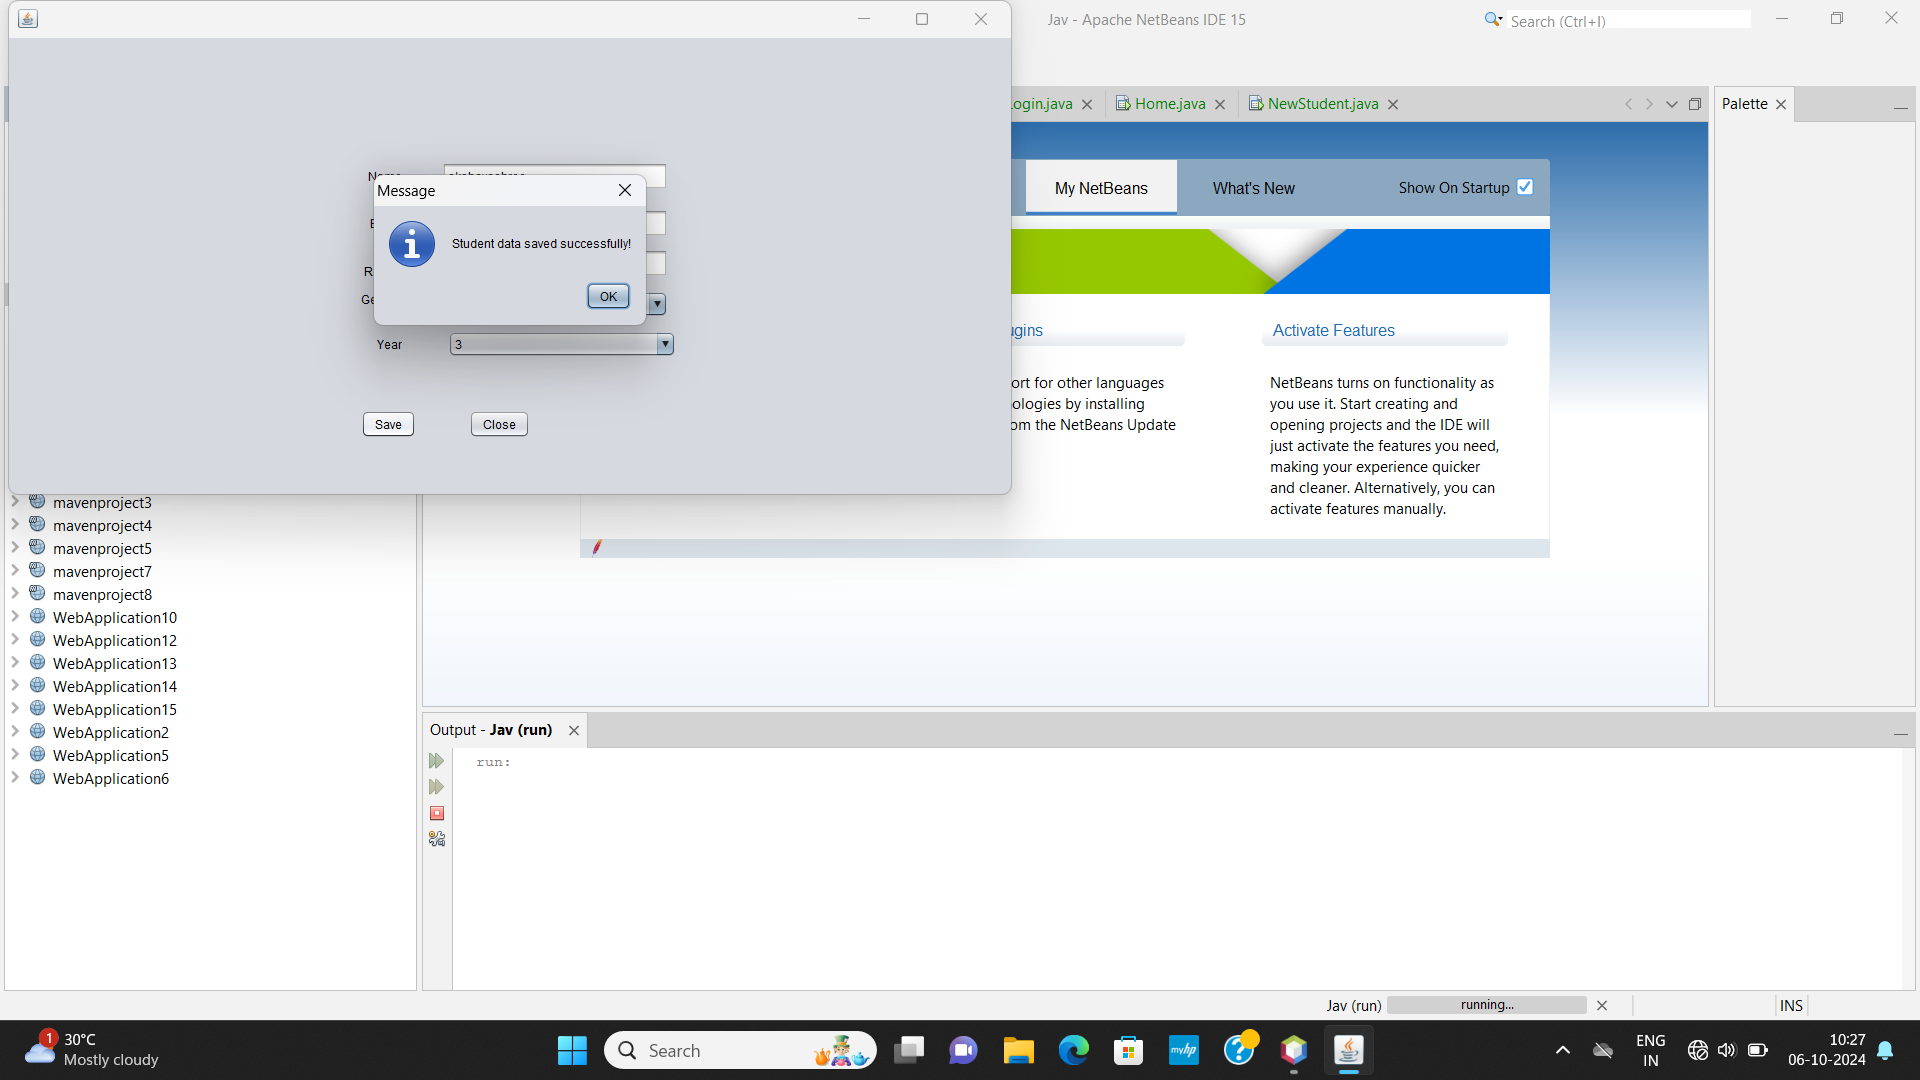 Jav - Apache NetBeans IDE 15
Search (Ctrl+I)
Login.java
Home.java
NewStudent.java
Palette
My NetBeans
What's New
Show On Startup
Message
Student data saved successfully!
OK
Year
3
Save
Close
Activate Features
ort for other languages
ologies by installing
om the NetBeans Update
NetBeans turns on functionality as
you use it. Start creating and
opening projects and the IDE will
just activate the features you need,
making your experience quicker
and cleaner. Alternatively, you can
activate features manually.
mavenproject3
mavenproject4
mavenproject5
mavenproject7
mavenproject8
WebApplication10
WebApplication12
WebApplication13
WebApplication14
WebApplication15
WebApplication2
WebApplication5
WebApplication6
Output - Jav (run)
run:
Jav (run)
running...
INS
1
30°C
Mostly cloudy
Search
myhp
ENG
IN
10:27
06-10-2024